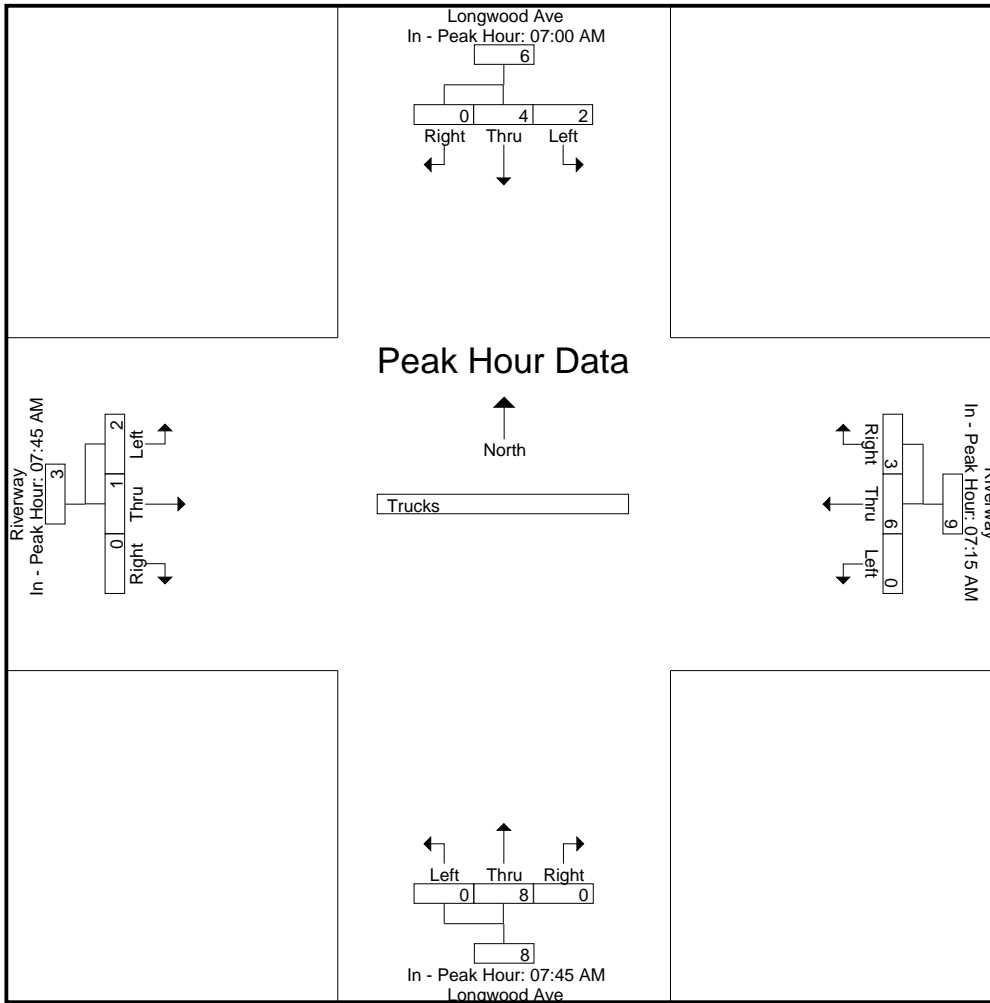 Longwood Ave
In - Peak Hour: 07:00 AM
6
0 4 2
Right Thru Left
Peak Hour Data
North
Trucks
Riverway
In - Peak Hour: 07:45 AM
3
2 1 0
Left Thru Right
Right Thru Left
3 6 0
9
In - Peak Hour: 07:15 AM
Riverway
Left Thru Right
0 8 0
8
In - Peak Hour: 07:45 AM
Longwood Ave